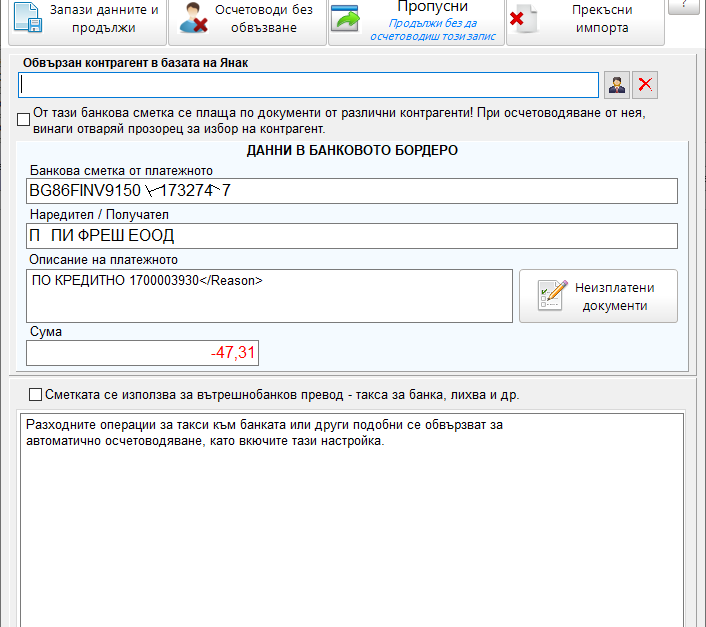 Запази данните и
продължи
Осчетоводи без
обвързване
Пропусни
Продължи без да
осчетоводиш този запис
Прекъсни
импорта
?
Обвързан контрагент в базата на Янак
От тази банкова сметка се плаща по документи от различни контрагенти! При осчетоводяване от нея,
винаги отваряй прозорец за избор на контрагент.
ДАННИ В БАНКОВОТО БОРДЕРО
Банкова сметка от платежното
BG86FINV9150 173274 7
Наредител / Получател
П ПИ ФРЕШ ЕООД
Описание на платежното
ПО КРЕДИТНО 1700003930</Reason>
Неизплатени
документи
Сума
-47,31
Сметката се използва за вътрешнобанков превод - такса за банка, лихва и др.
Разходните операции за такси към банката или други подобни се обвързват за
автоматично осчетоводяване, като вкючите тази настройка.